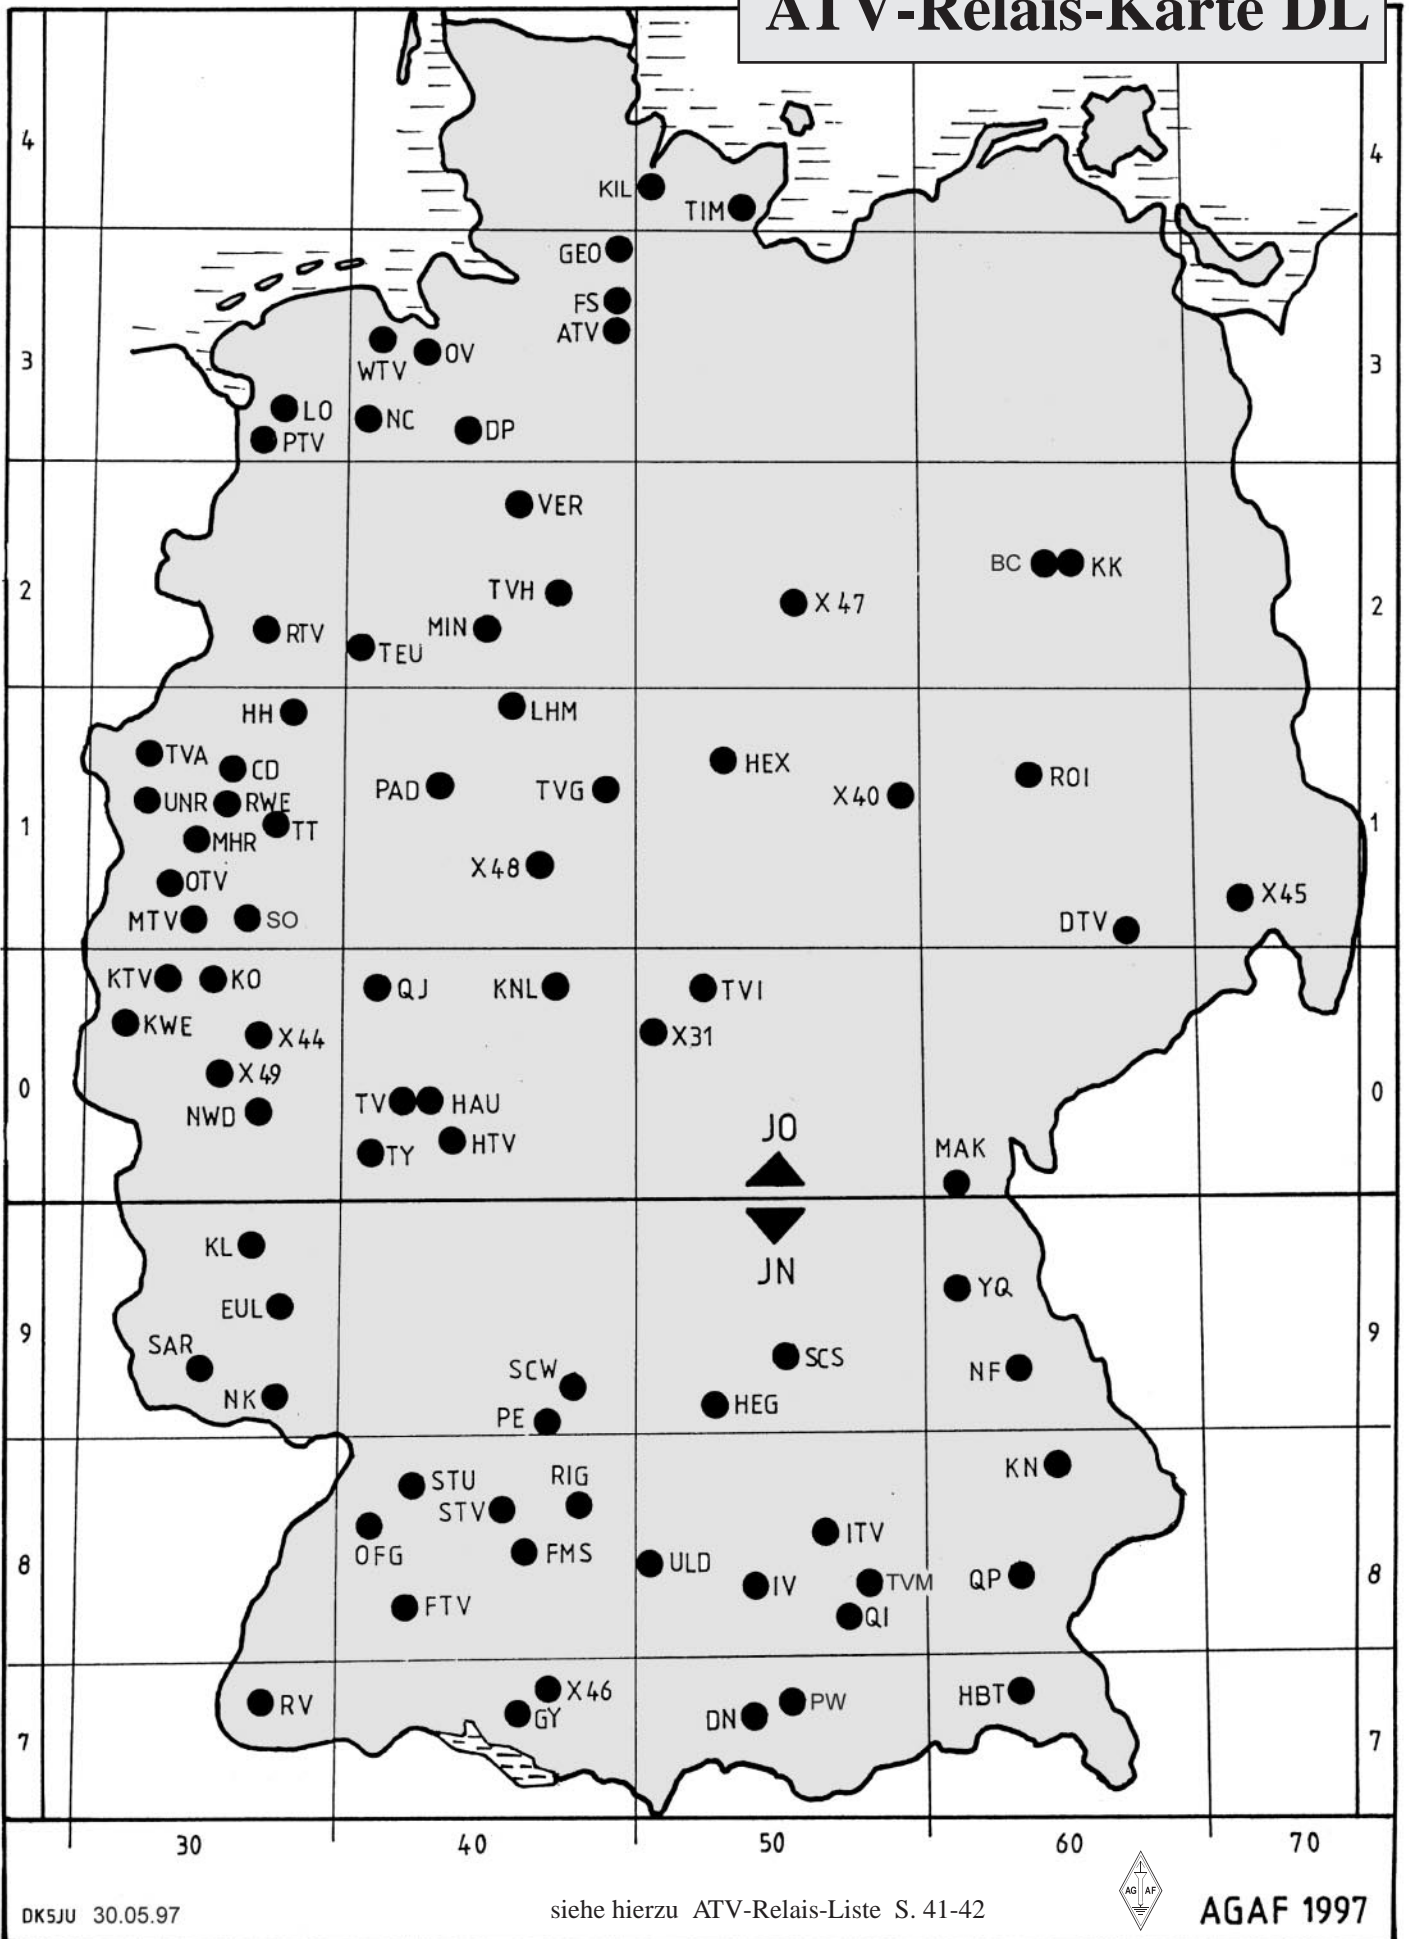 ATV-Relais-Karte DL
4
4
KIL
TIM
GEO
FS
ATV
3
3
WTV
OV
LO
NC
PTV
DP
VER
BC
KK
TVH
2
2
X47
MIN
RTV
TEU
HH
LHM
TVA
CD
HEX
ROI
PAD
TVG
X40
UNR
RWE
1
1
TT
MHR
X48
OTV
X45
MTV
SO
DTV
KTV
KO
QJ
KNL
TVI
KWE
X44
X31
X49
0
0
TV
HAU
NWD
HTV
TY
JO
MAK
KL
JN
YQ
EUL
9
9
SAR
SCS
SCW
NF
NK
HEG
PE
KN
STU
RIG
STV
ITV
OFG
FMS
ULD
8
8
IV
TVM
QP
FTV
QI
RV
X46
GY
DN
PW
HBT
7
7
30
40
50
60
70
AG AF
DK5JU 30.05.97
siehe hierzu ATV-Relais-Liste S. 41-42
AGAF 1997